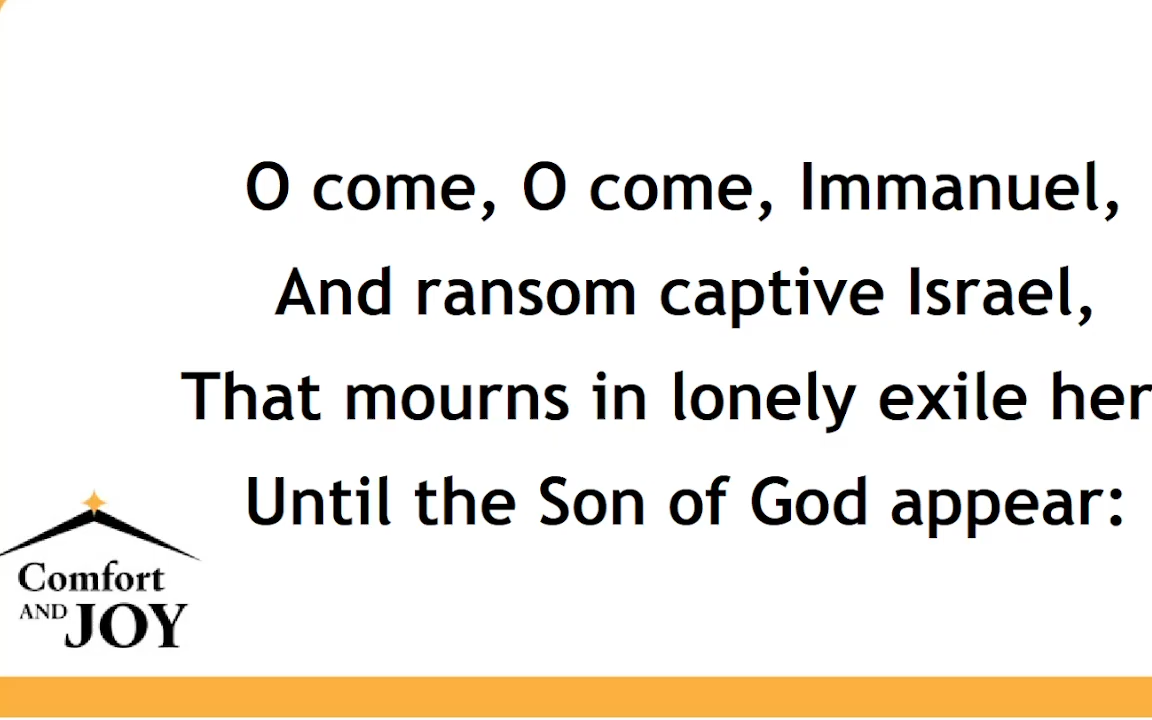 O come, O come, Immanuel,
And ransom captive Israel,
That mourns in lonely exile her
Until the Son of God appear:
Comfort
AND JOY